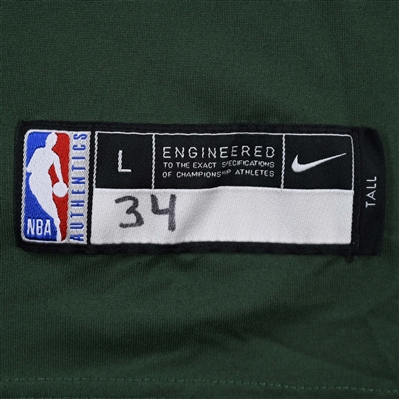 NBA
AUTHENTICS
L
ENGINEERED
TO THE EXACT SPECIFICATIONS
OF CHAMPIONSHIP ATHLETES
TALL
34